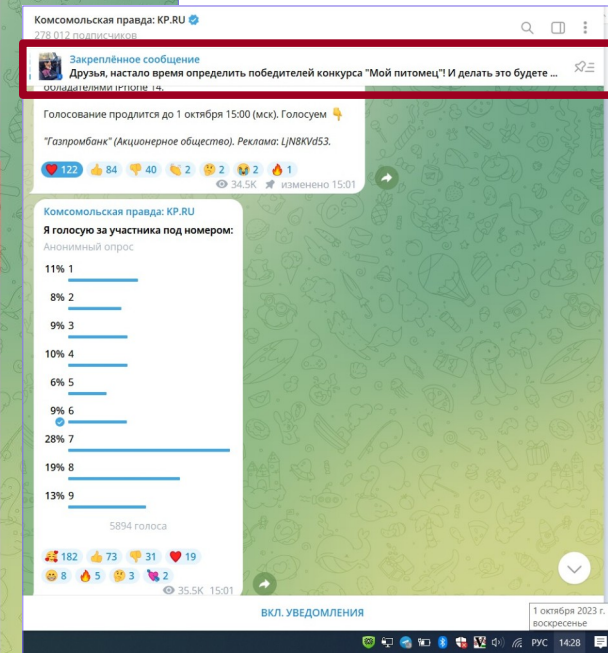 Комсомольская правда: KP.RU
278 012 подписчиков
Закреплённое сообщение
Друзья, настало время определить победителей конкурса "Мой питомец"! И делать это будете ...
обладателями iPhone 14.
Голосование продлится до 1 октября 15:00 (мск). Голосуем 👇
"Газпромбанк" (Акционерное общество). Реклама: LjN8KVd53.
❤️ 122 👍 84 👎 40 👏 2 🤔 2 😭 2 🔥 1
34.5K изменено 15:01
Комсомольская правда: KP.RU
Я голосую за участника под номером:
Анонимный опрос
11% 1
8% 2
9% 3
10% 4
6% 5
9% 6
28% 7
19% 8
13% 9
5894 голоса
🥰 182 👍 73 👎 31 ❤️ 19
😁 8 🔥 5 🤔 3 💘 2
35.5K 15:01
ВКЛ. УВЕДОМЛЕНИЯ
1 октября 2023 г.
воскресенье
РУС 14:28